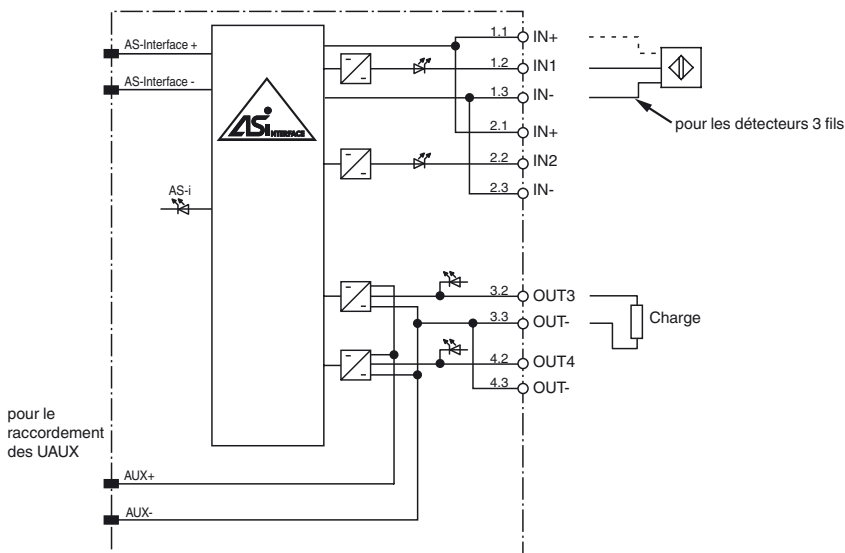 AS-Interface +
AS-Interface -
ASi INTERFACE
AS-i
1.1 IN+
1.2 IN1
1.3 IN-
2.1 IN+
2.2 IN2
2.3 IN-
pour les détecteurs 3 fils
3.2 OUT3
3.3 OUT-
4.2 OUT4
4.3 OUT-
Charge
pour le
raccordement
des UAUX
AUX+
AUX-